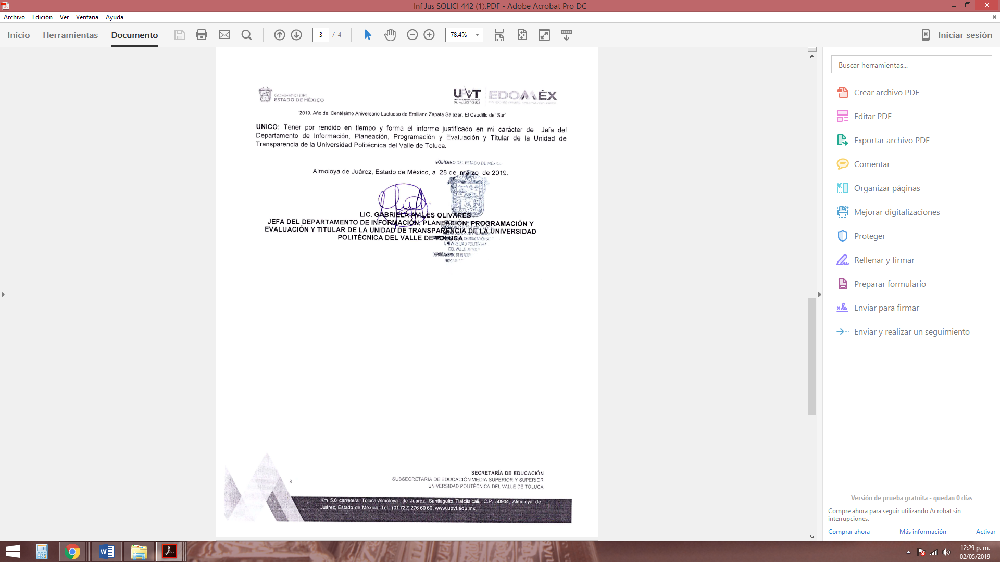 Inf Jus SOLICI 442 (1).PDF - Adobe Acrobat Pro DC
Archivo Edición Ver Ventana Ayuda
Inicio Herramientas Documento 3 / 4 78.4% Iniciar sesión
Buscar herramientas...
Crear archivo PDF
Editar PDF
Exportar archivo PDF
Comentar
Organizar páginas
Mejorar digitalizaciones
Proteger
Rellenar y firmar
Preparar formulario
Enviar para firmar
Enviar y realizar un seguimiento
Versión de prueba gratuita - quedan 0 días
Compre ahora para seguir utilizando Acrobat sin
interrupciones.
Comprar ahora Más información Activar
GOBIERNO DEL
ESTADO DE MÉXICO
UPVT EDOMÉX
UNIVERSIDAD POLITÉCNICA
DEL VALLE DE TOLUCA
"2019. Año del Centésimo Aniversario Luctuoso de Emiliano Zapata Salazar. El Caudillo del Sur"
UNICO: Tener por rendido en tiempo y forma el informe justificado en mi carácter de Jefa del
Departamento de Información, Planeación, Programación y Evaluación y Titular de la Unidad de
Transparencia de la Universidad Politécnica del Valle de Toluca.
GOBIERNO DEL ESTADO DE MÉXICO
Almoloya de Juárez, Estado de México, a 28 de marzo de 2019.
LIC. GABRIELA AVILES OLIVARES
JEFA DEL DEPARTAMENTO DE INFORMACIÓN, PLANEACIÓN, PROGRAMACIÓN Y
EVALUACIÓN Y TITULAR DE LA UNIDAD DE TRANSPARENCIA DE LA UNIVERSIDAD
POLITÉCNICA DEL VALLE DE TOLUCA
UNIVERSIDAD POLITÉC
DEL VALLE DE TOLU
DEPARTAMENTO DE INFORM
SECRETARÍA DE EDUCACIÓN
SUBSECRETARÍA DE EDUCACIÓN MEDIA SUPERIOR Y SUPERIOR
UNIVERSIDAD POLITÉCNICA DEL VALLE DE TOLUCA
3
Km 5.6 carretera Toluca-Almoloya de Juárez, Santiaguito Tlalcilalcali. C.P. 50904, Almoloya de
Juárez, Estado de México. Tel.: (01 722) 276 60 60. www.upvt.edu.mx.
12:29 p. m.
02/05/2019